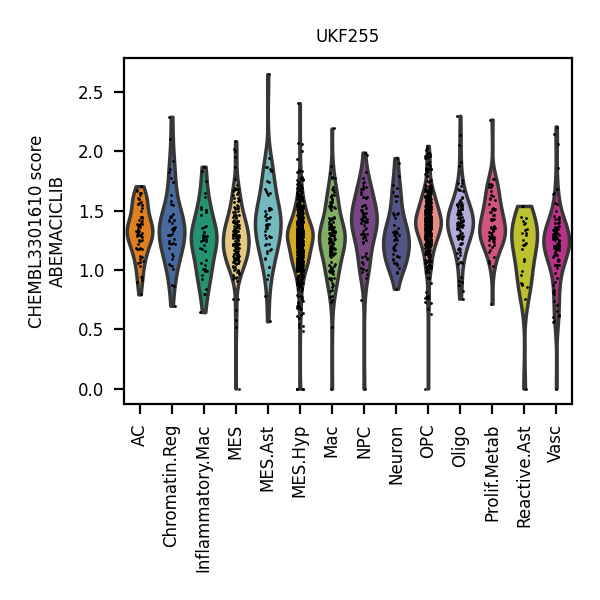 UKF255
CHEMBL3301610 score
ABEMACICLIB
2.5
2.0
1.5
1.0
0.5
0.0
AC
Chromatin.Reg
Inflammatory.Mac
MES
MES.Ast
MES.Hyp
Mac
NPC
Neuron
OPC
Oligo
Prolif.Metab
Reactive.Ast
Vasc